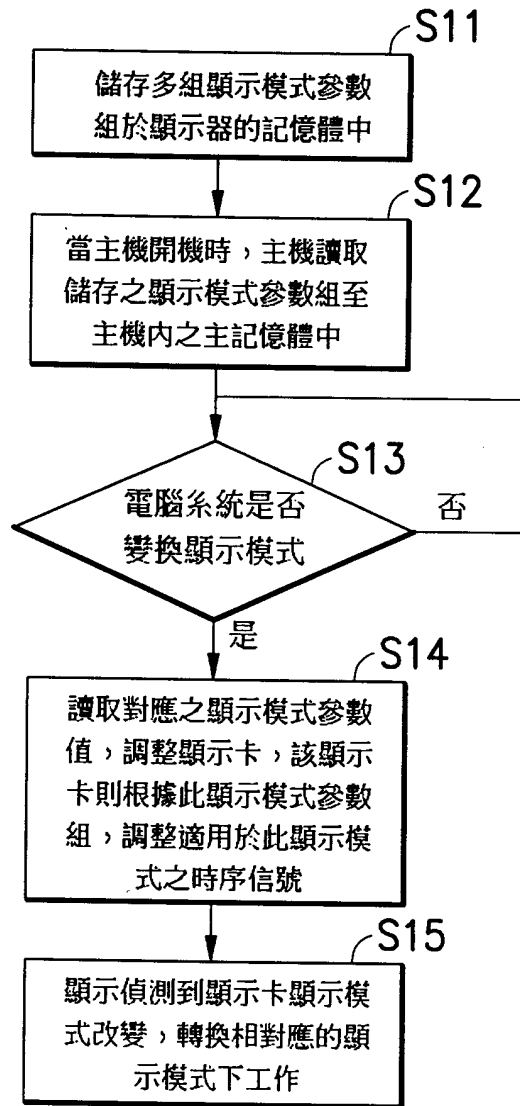 S11
儲存多組顯示模式參數
組於顯示器的記憶體中
S12
當主機開機時，主機讀取
儲存之顯示模式參數組至
主機內之主記憶體中
S13
電腦系統是否
變換顯示模式
否
是
S14
讀取對應之顯示模式參數
值，調整顯示卡，該顯示
卡則根據此顯示模式參數
組，調整適用於此顯示模
式之時序信號
S15
顯示偵測到顯示卡顯示模
式改變，轉換相對應的顯
示模式下工作